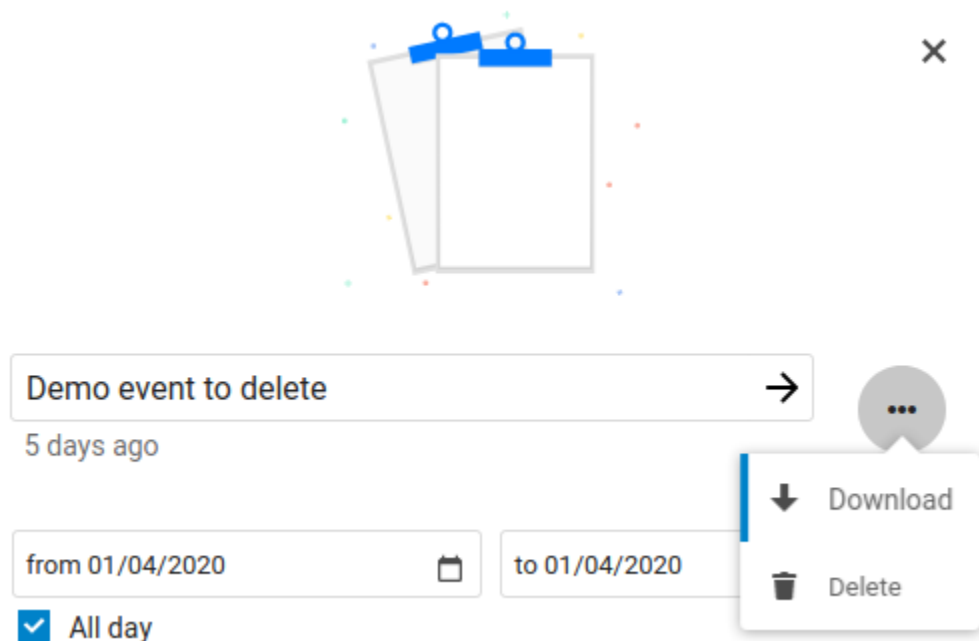 Demo event to delete
5 days ago
Download
from 01/04/2020
to 01/04/2020
Delete
All day